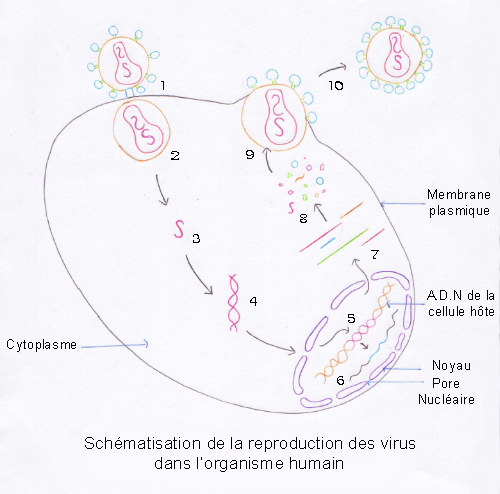 1
10
2
9
8
Membrane
plasmique
3
7
4
A.D.N de la
cellule hôte
5
Cytoplasme
Noyau
6
Pore
Nucléaire
Schématisation de la reproduction des virus
dans l'organisme humain